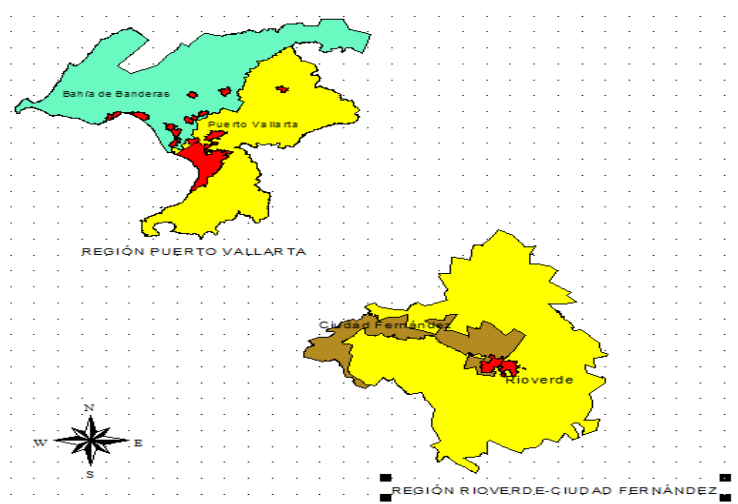 Bahía de Banderas
Puerto Vallarta
REGIÓN PUERTO VALLARTA
Ciudad Fernández
Rioverde
N
W E
S
REGIÓN RIOVERDE-CIUDAD FERNÁNDEZ